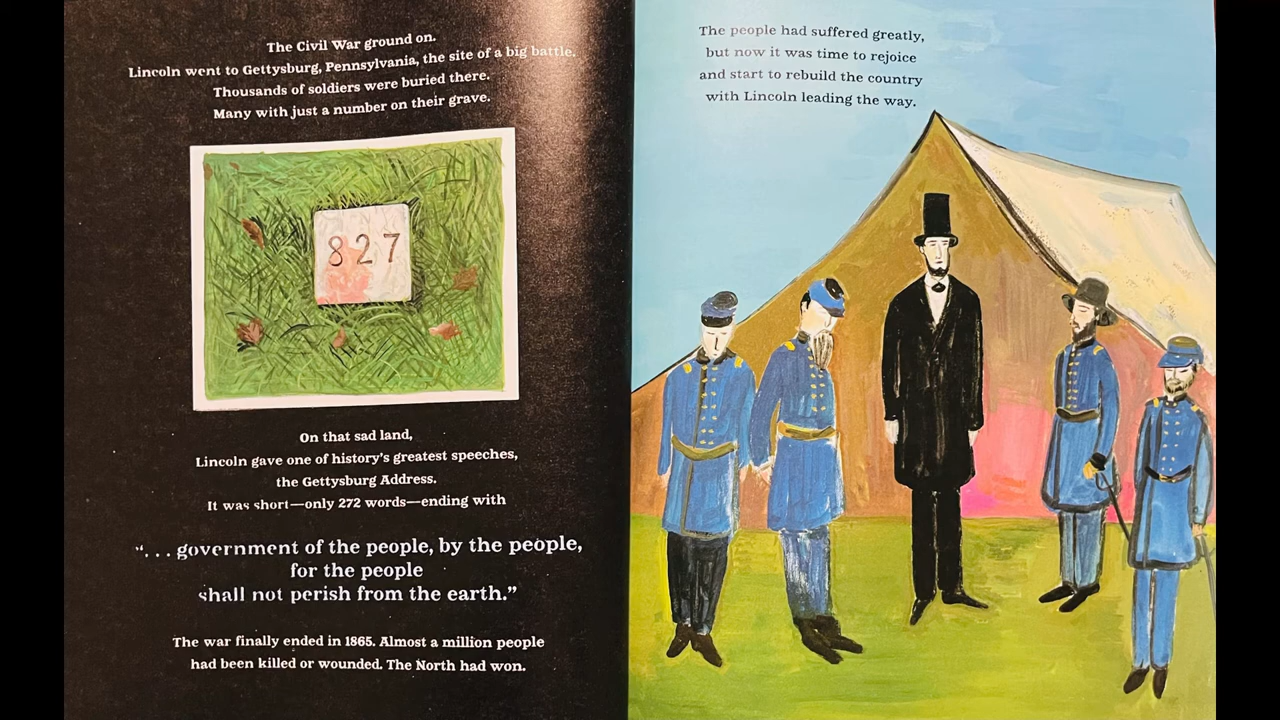 The Civil War ground on.
Lincoln went to Gettysburg, Pennsylvania, the site of a big battle.
Thousands of soldiers were buried there.
Many with just a number on their grave.
827
On that sad land,
Lincoln gave one of history's greatest speeches,
the Gettysburg Address.
It was short—only 272 words—ending with
“. . . government of the people, by the people,
for the people
shall not perish from the earth.”
The war finally ended in 1865. Almost a million people
had been killed or wounded. The North had won.
The people had suffered greatly,
but now it was time to rejoice
and start to rebuild the country
with Lincoln leading the way.